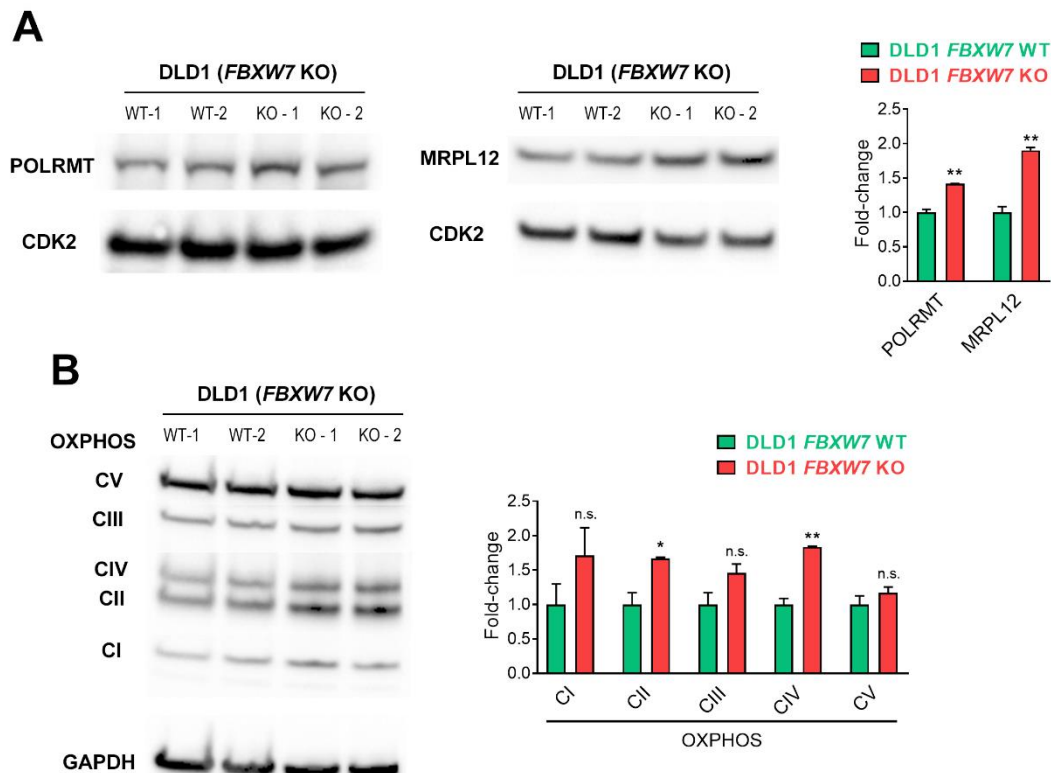 A
DLD1 (FBXW7 KO)
WT-1 WT-2 KO - 1 KO - 2
POLRMT
CDK2
DLD1 (FBXW7 KO)
WT-1 WT-2 KO - 1 KO - 2
MRPL12
CDK2
DLD1 FBXW7 WT
DLD1 FBXW7 KO
Fold-change
2.5
2.0
1.5
1.0
0.5
0.0
**
**
POLRMT
MRPL12
B
DLD1 (FBXW7 KO)
OXPHOS WT-1 WT-2 KO - 1 KO - 2
CV
CIII
CIV
CII
CI
GAPDH
DLD1 FBXW7 WT
DLD1 FBXW7 KO
Fold-change
2.5
2.0
1.5
1.0
0.5
0.0
n.s.
*
n.s.
**
n.s.
CI
CII
CIII
CIV
CV
OXPHOS